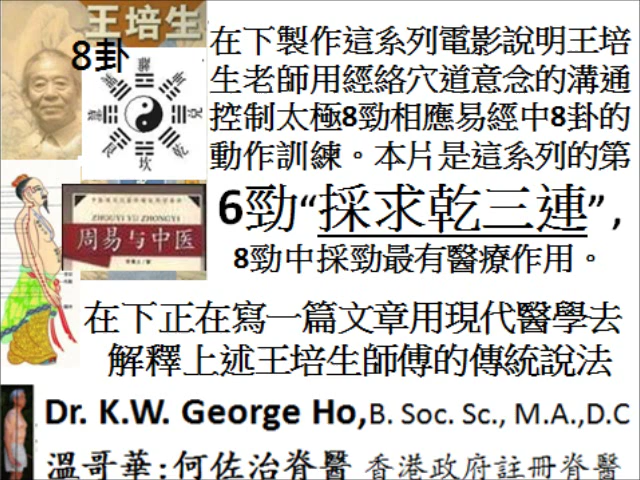 王培生
8卦
坎
乾
兌
ZHOUYI YU ZHONGYI
周易与中医
在下製作這系列電影說明王培
生老師用經絡穴道意念的溝通
控制太極8勁相應易經中8卦的
動作訓練。本片是這系列的第
6勁“採求乾三連”,
8勁中採勁最有醫療作用。
在下正在寫一篇文章用現代醫學去
解釋上述王培生師傅的傳統說法
Dr. K.W. George Ho,B. Soc. Sc., M.A.,D.C
溫哥華:何佐治脊醫 香港政府註冊脊醫